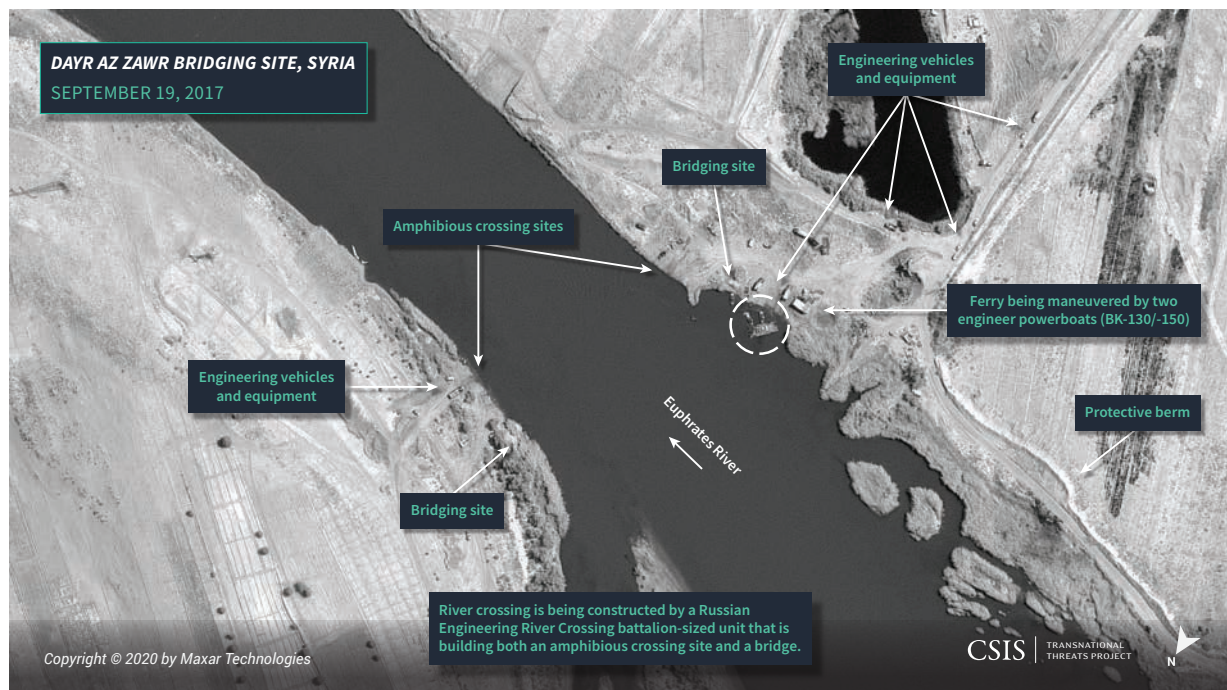 DAYR AZ ZAWR BRIDGING SITE, SYRIA
SEPTEMBER 19, 2017
Engineering vehicles
and equipment
Bridging site
Amphibious crossing sites
Ferry being maneuvered by two
engineer powerboats (BK-130/-150)
Engineering vehicles
and equipment
Protective berm
Euphrates River
Bridging site
River crossing is being constructed by a Russian
Engineering River Crossing battalion-sized unit that is
building both an amphibious crossing site and a bridge.
Copyright © 2020 by Maxar Technologies
CSIS
TRANSNATIONAL
THREATS PROJECT
N